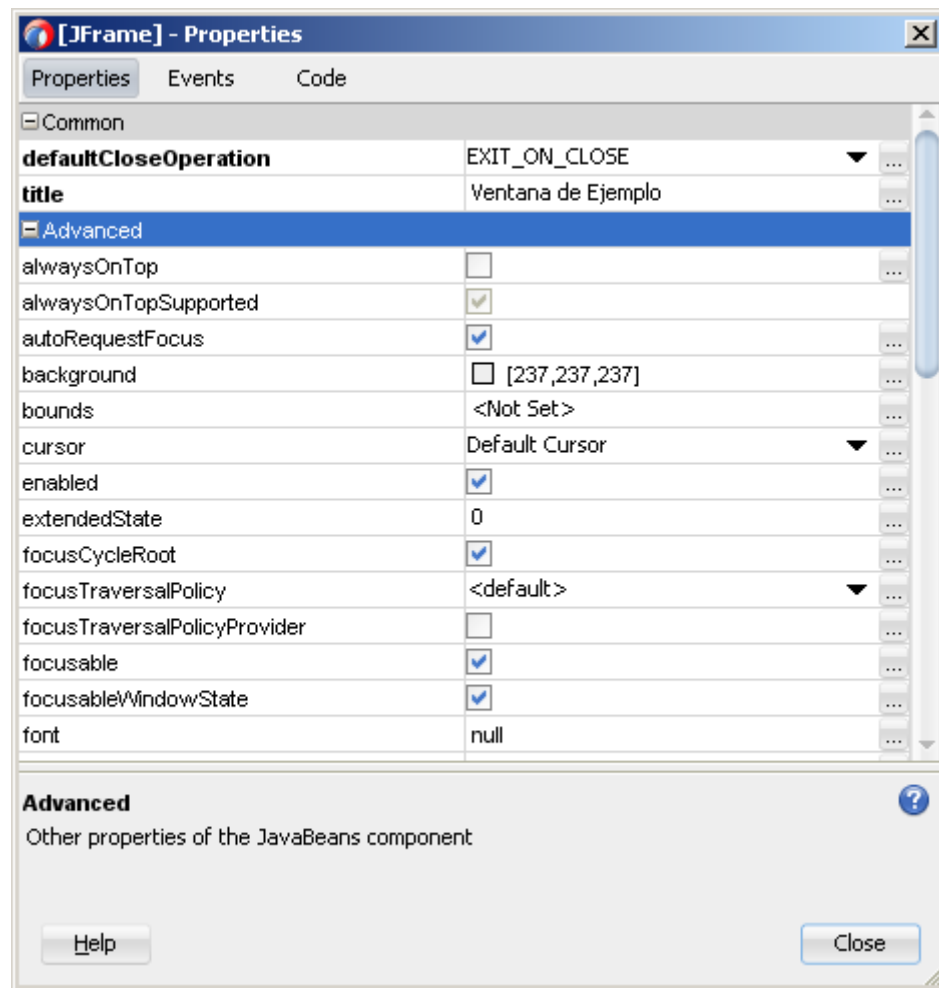 [JFrame] - Properties
Properties Events Code
Common
defaultCloseOperation EXIT_ON_CLOSE ...
title Ventana de Ejemplo ...
Advanced
alwaysOnTop ...
alwaysOnTopSupported
autoRequestFocus ...
background [237,237,237] ...
bounds <Not Set> ...
cursor Default Cursor ...
enabled ...
extendedState 0 ...
focusCycleRoot ...
focusTraversalPolicy <default> ...
focusTraversalPolicyProvider ...
focusable ...
focusableWindowState ...
font null ...
Advanced ?
Other properties of the JavaBeans component
Help Close